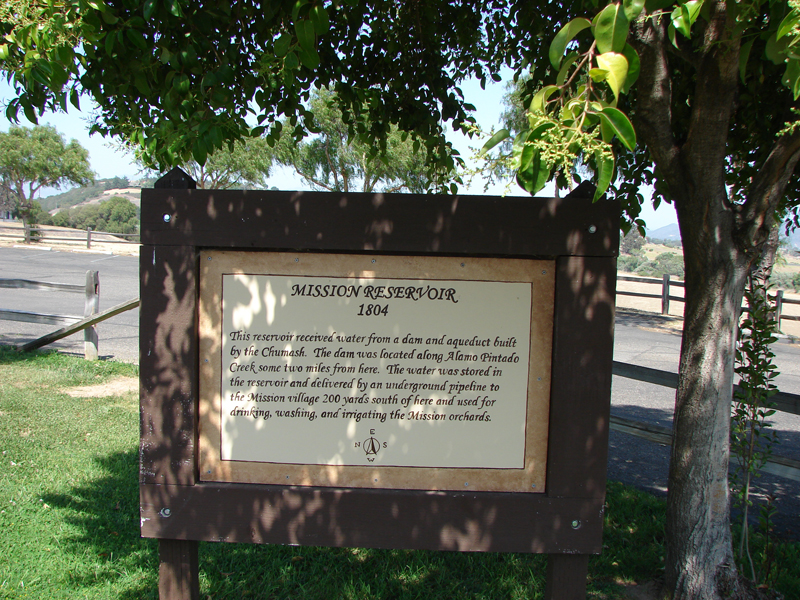 MISSION RESERVOIR
1804
This reservoir received water from a dam and aqueduct built
by the Chumash. The dam was located along Alamo Pintado
Creek some two miles from here. The water was stored in
the reservoir and delivered by an underground pipeline to
the Mission village 200 yards south of here and used for
drinking, washing, and irrigating the Mission orchards.
E
N S
W